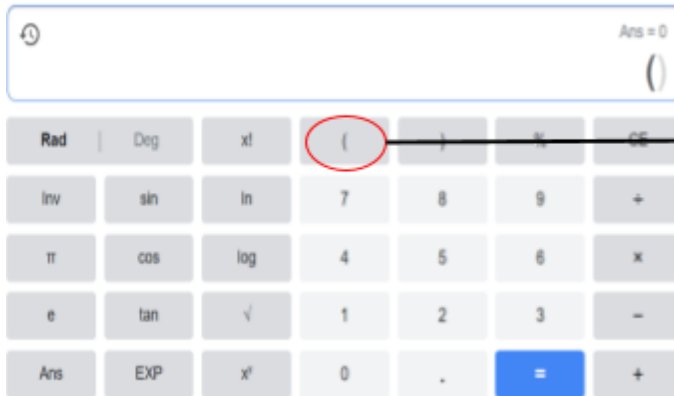 Ans = 0
()
Rad | Deg x! ( ) % CE
Inv sin ln 7 8 9 ÷
π cos log 4 5 6 ×
e tan √ 1 2 3 −
Ans EXP xʸ 0 . = +